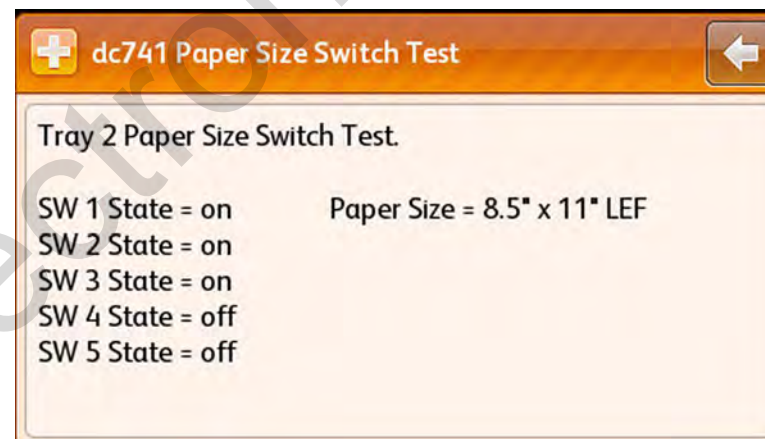 dc741 Paper Size Switch Test
Tray 2 Paper Size Switch Test.
SW 1 State = on Paper Size = 8.5" x 11" LEF
SW 2 State = on
SW 3 State = on
SW 4 State = off
SW 5 State = off